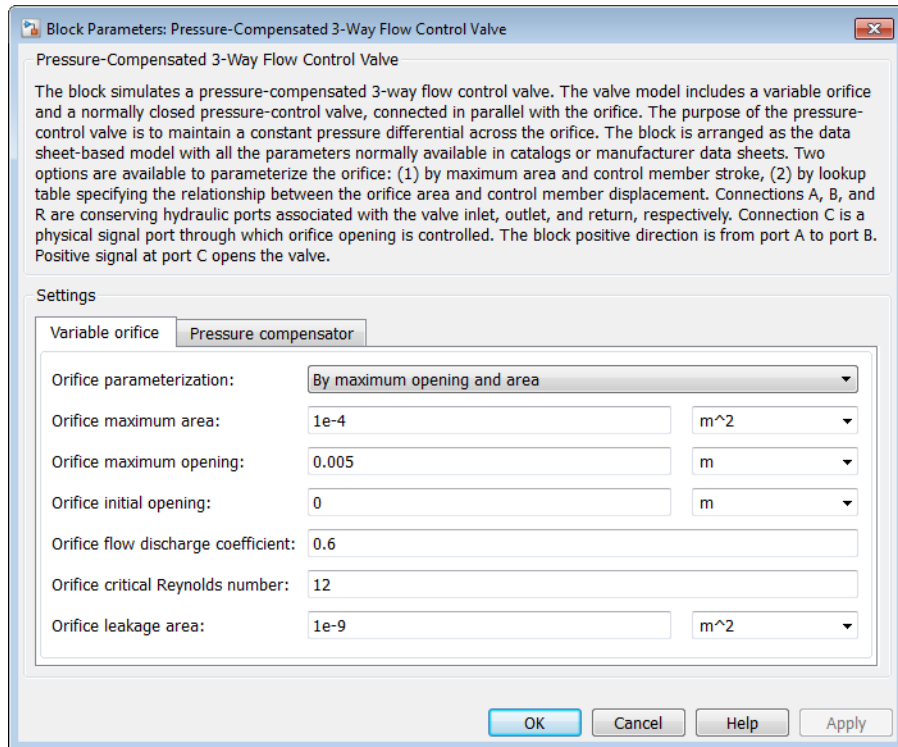 Block Parameters: Pressure-Compensated 3-Way Flow Control Valve
Pressure-Compensated 3-Way Flow Control Valve
The block simulates a pressure-compensated 3-way flow control valve. The valve model includes a variable orifice
and a normally closed pressure-control valve, connected in parallel with the orifice. The purpose of the pressure-
control valve is to maintain a constant pressure differential across the orifice. The block is arranged as the data
sheet-based model with all the parameters normally available in catalogs or manufacturer data sheets. Two
options are available to parameterize the orifice: (1) by maximum area and control member stroke, (2) by lookup
table specifying the relationship between the orifice area and control member displacement. Connections A, B, and
R are conserving hydraulic ports associated with the valve inlet, outlet, and return, respectively. Connection C is a
physical signal port through which orifice opening is controlled. The block positive direction is from port A to port B.
Positive signal at port C opens the valve.
Settings
Variable orifice Pressure compensator
Orifice parameterization: By maximum opening and area
Orifice maximum area: 1e-4 m^2
Orifice maximum opening: 0.005 m
Orifice initial opening: 0 m
Orifice flow discharge coefficient: 0.6
Orifice critical Reynolds number: 12
Orifice leakage area: 1e-9 m^2
OK Cancel Help Apply